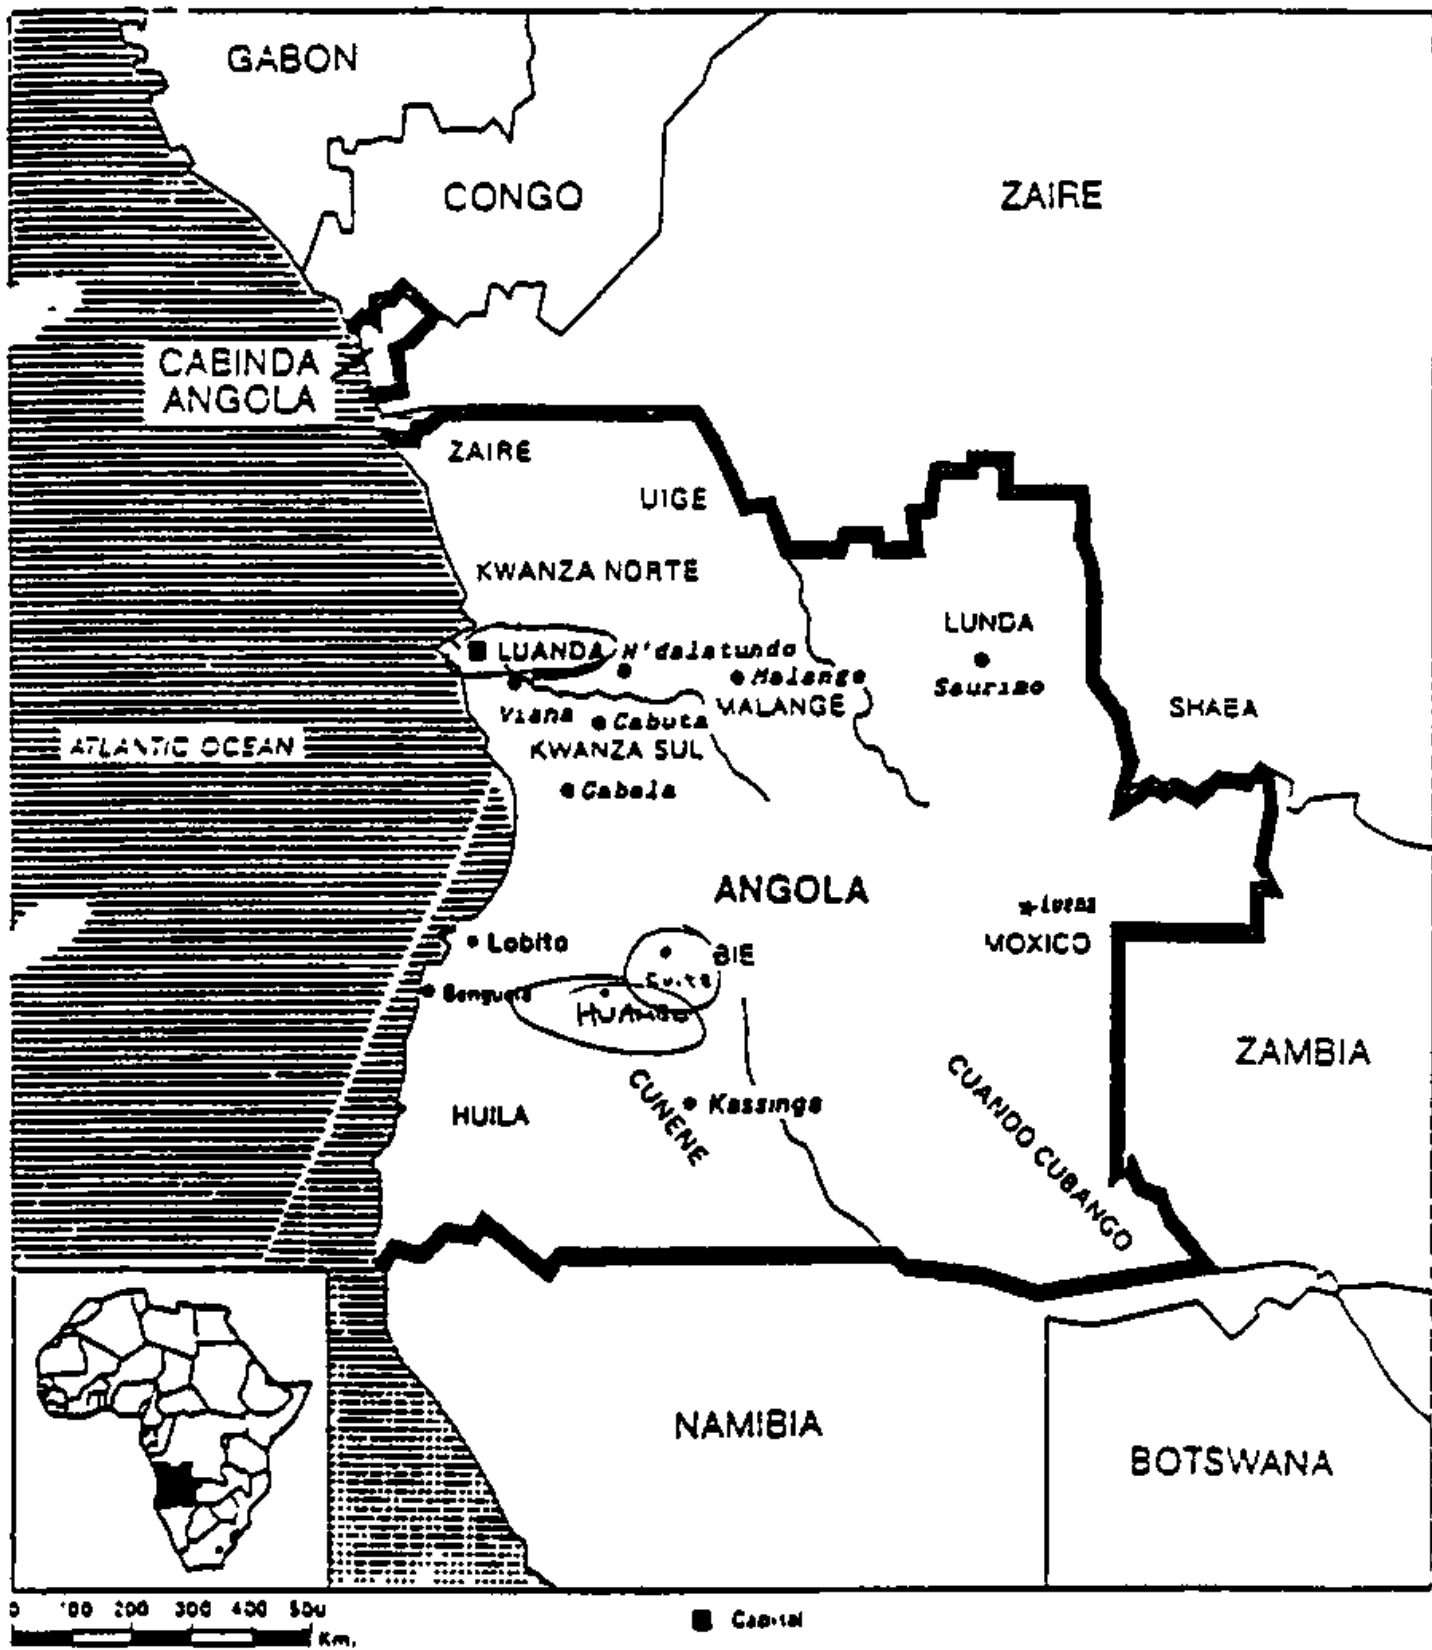 GABON
CONGO
ZAIRE
CABINDA
ANGOLA
ZAIRE
UIGE
KWANZA NORTE
LUNDA
LUANDA
N'dalatundo
Malange
Saurimo
MALANGE
SHAEA
Viana
Cabuta
ATLANTIC OCEAN
KWANZA SUL
Cabela
ANGOLA
Luena
MOXICO
Lobito
BIE
Cuito
Benguela
HUAMBO
ZAMBIA
CUNENE
Kassinga
HUILA
CUANDO CUBANGO
NAMIBIA
BOTSWANA
0 100 200 300 400 500
Km.
Capital